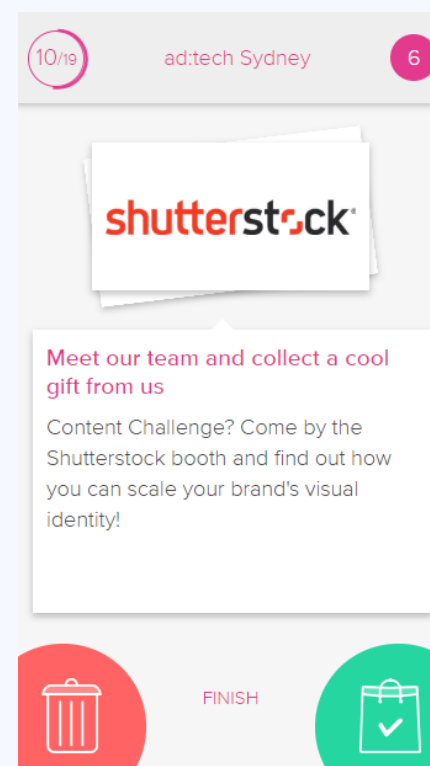 10/19
ad:tech Sydney
6
shutterstock
Meet our team and collect a cool
gift from us
Content Challenge? Come by the
Shutterstock booth and find out how
you can scale your brand's visual
identity!
FINISH